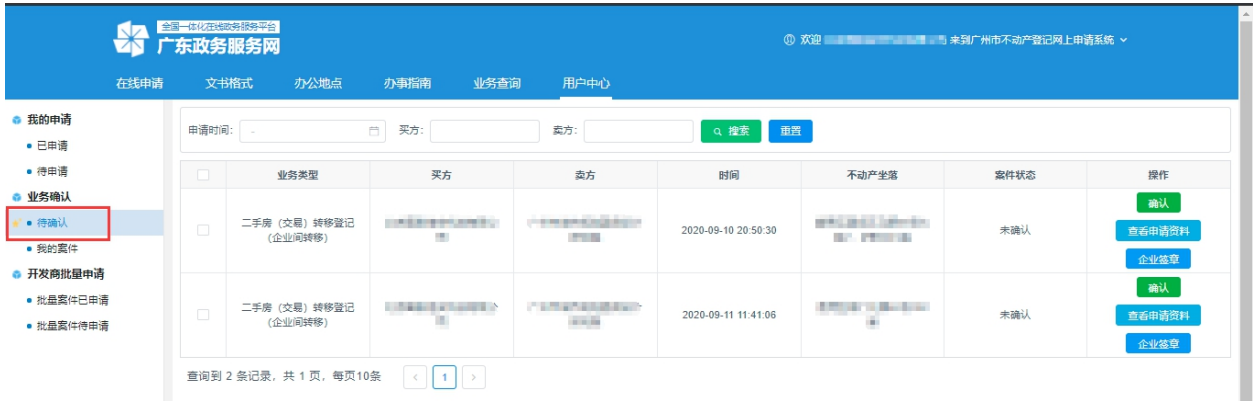 全国一体化在线政务服务平台
广东政务服务网
欢迎 来到广州市不动产登记网上申请系统
在线申请 文书格式 办公地点 办事指南 业务查询 用户中心
我的申请
已申请
待申请
业务确认
待确认
我的案件
开发商批量申请
批量案件已申请
批量案件待申请
申请时间: - 买方: 卖方: 搜索 重置
业务类型 买方 卖方 时间 不动产坐落 案件状态 操作
二手房（交易）转移登记
(企业间转移)
2020-09-10 20:50:30
未确认
确认
查看申请资料
企业签章
二手房（交易）转移登记
(企业间转移)
2020-09-11 11:41:06
未确认
确认
查看申请资料
企业签章
查询到 2 条记录，共 1 页，每页10条 < 1 >